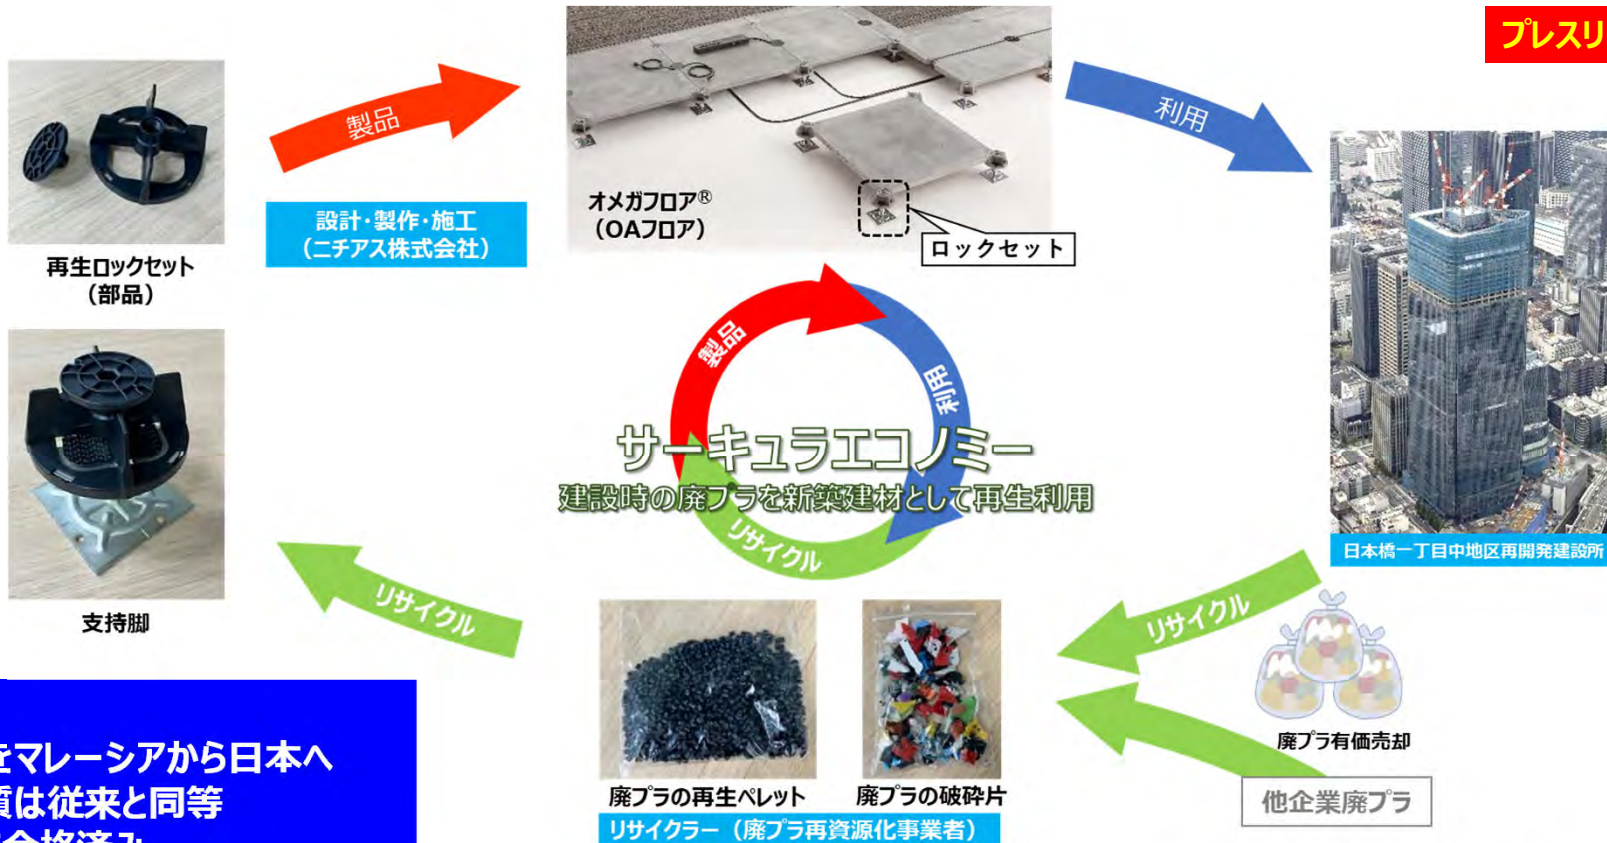 プレスリ
製品
利用
設計・製作・施工
（ニチアス株式会社）
再生ロックセット
（部品）
オメガフロア®
（OAフロア）
ロックセット
製品
利用
サーキュラエコノミー
建設時の廃プラを新築建材として再生利用
リサイクル
日本橋一丁目中地区再開発建設所
支持脚
リサイクル
リサイクル
廃プラ有価売却
他企業廃プラ
廃プラの再生ペレット
廃プラの破砕片
リサイクラー（廃プラ再資源化事業者）
をマレーシアから日本へ
質は従来と同等
合格済み